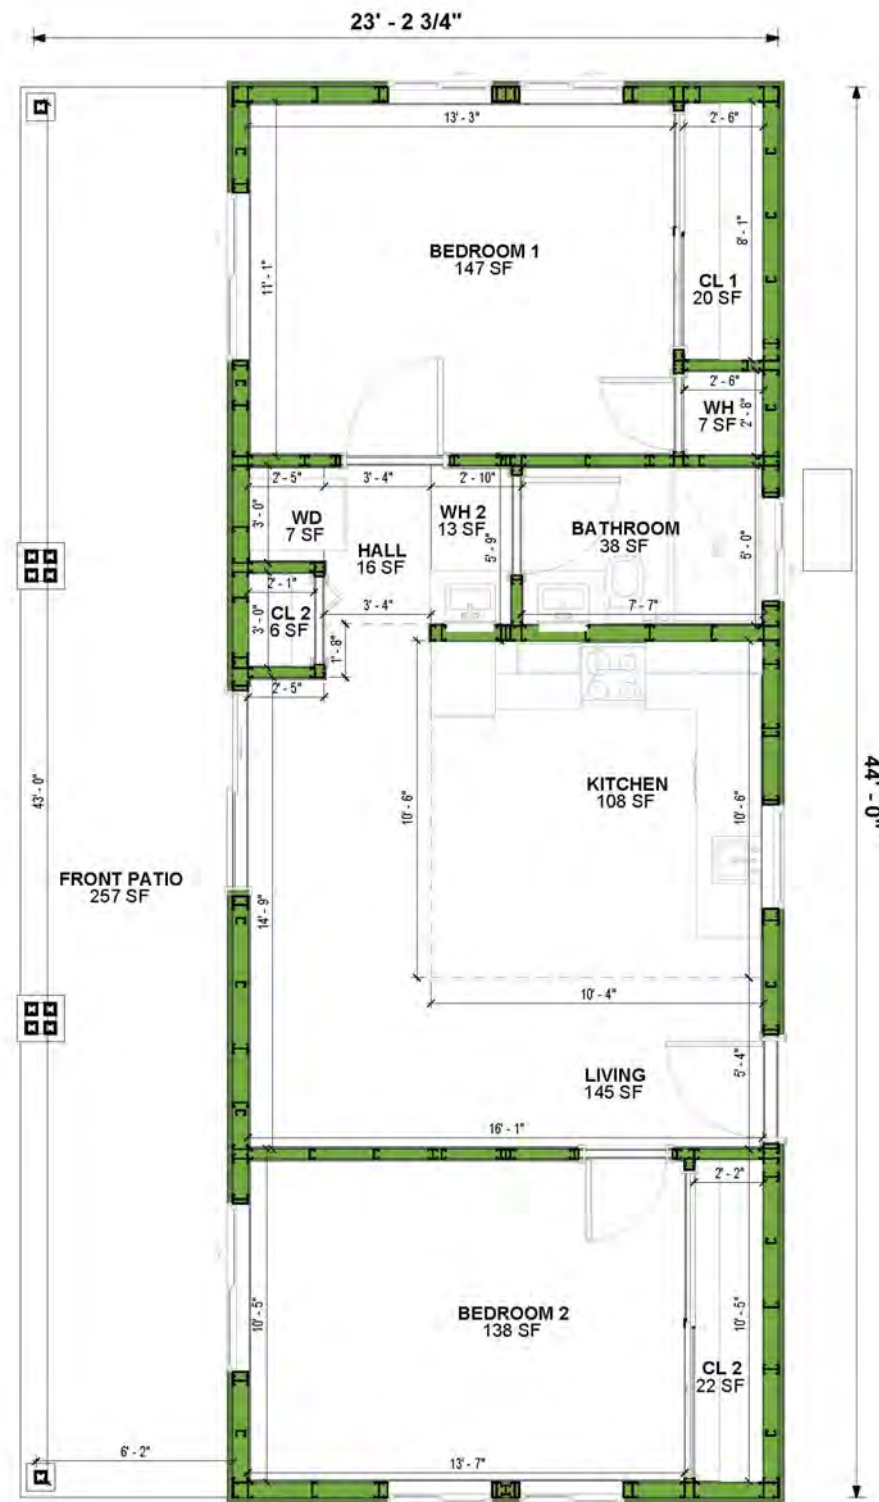 23' - 2 3/4"
13' - 3"
2' - 6"
11' - 1"
BEDROOM 1
147 SF
8' - 1"
CL 1
20 SF
2' - 6"
WH
7 SF
2' - 8"
2' - 5"
3' - 4"
2' - 10"
3' - 0"
WD
7 SF
HALL
16 SF
WH 2
13 SF
5' - 9"
BATHROOM
38 SF
5' - 0"
2' - 1"
3' - 0"
CL 2
6 SF
3' - 4"
7' - 7"
1' - 8"
2' - 5"
43' - 0"
44' - 0"
KITCHEN
108 SF
10' - 6"
10' - 6"
FRONT PATIO
257 SF
14' - 9"
10' - 4"
LIVING
145 SF
5' - 4"
16' - 1"
2' - 2"
10' - 5"
BEDROOM 2
138 SF
10' - 5"
CL 2
22 SF
6' - 2"
13' - 7"